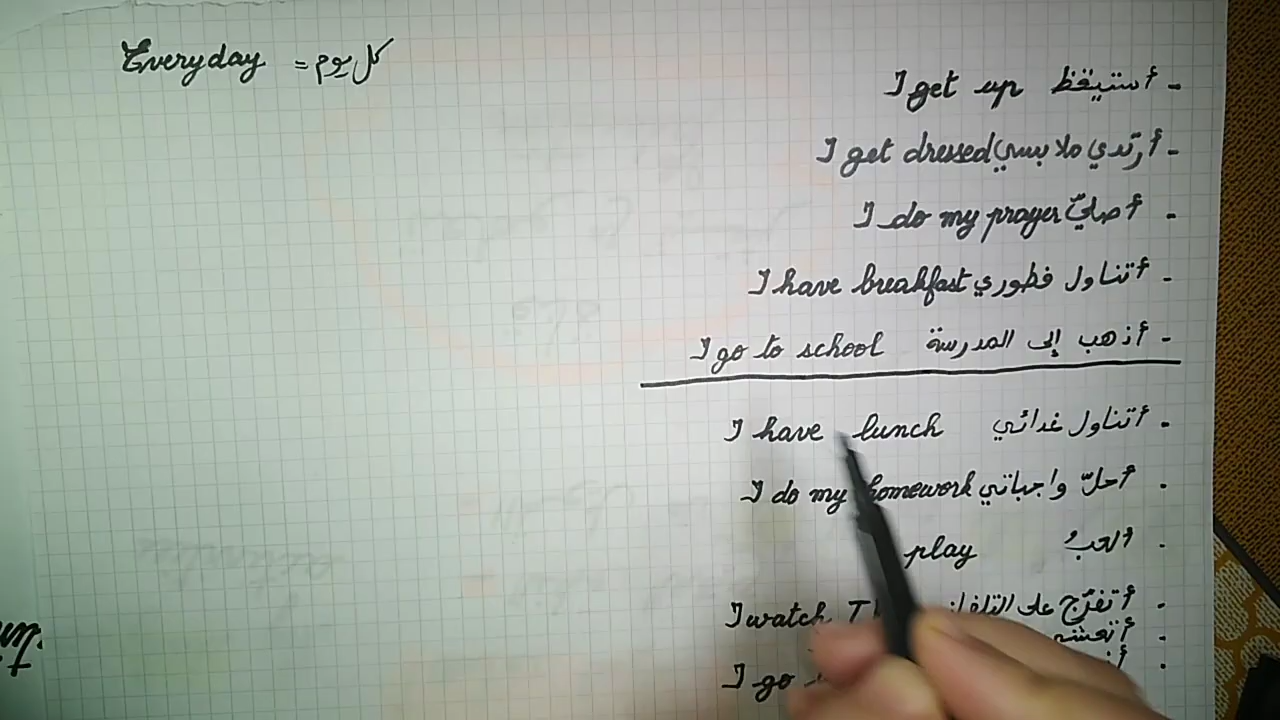 Everyday = كل يوم
- أستيقظ I get up
- أرتدي ملابسي I get dressed
- أصليّ I do my prayer
- أتناول فطوري I have breakfast
- أذهب إلى المدرسة I go to school
- أتناول غدائي I have lunch
- أحلّ واجباتي I do my homework
- ألعبُ play
- أتفرّج على I watch
-
- I go